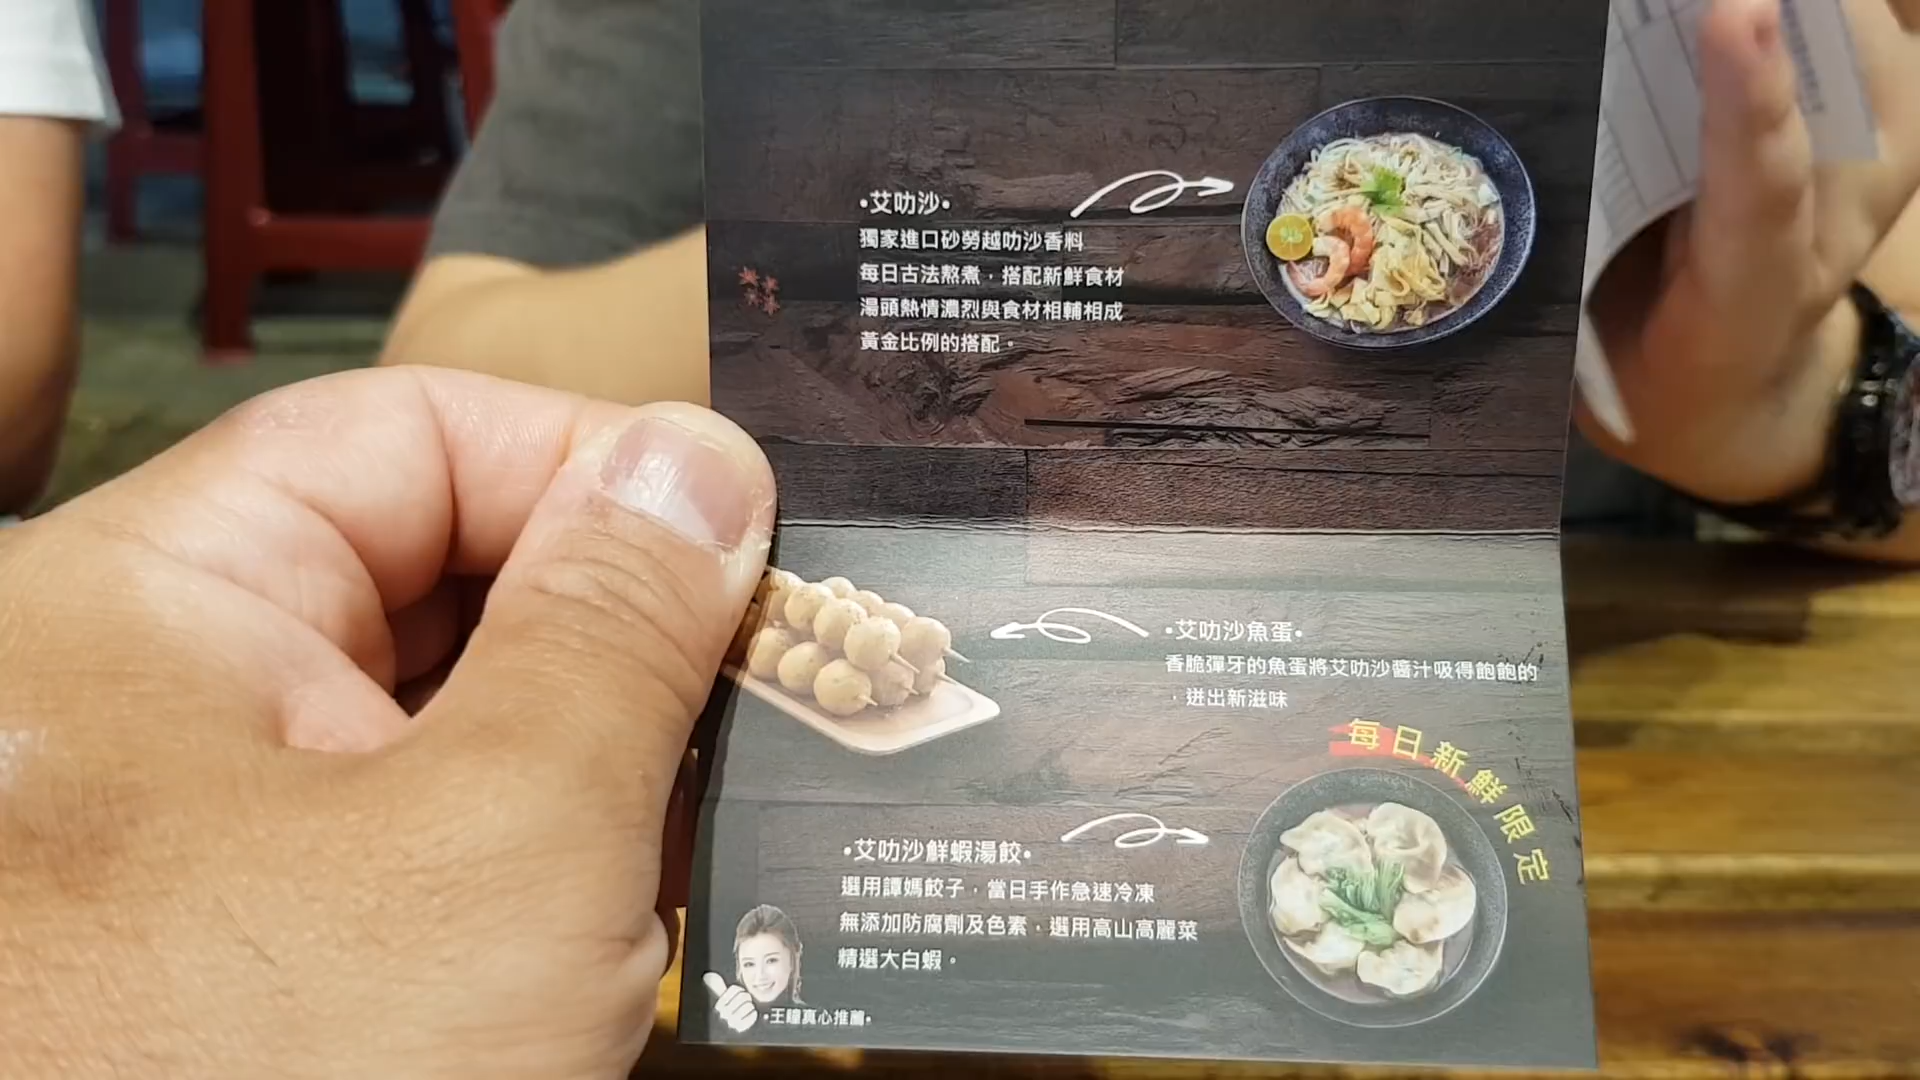 •艾叻沙•
獨家進口砂勞越叻沙香料
每日古法熬煮，搭配新鮮食材
湯頭熱情濃烈與食材相輔相成
黃金比例的搭配。
•艾叻沙魚蛋•
香脆彈牙的魚蛋將艾叻沙醬汁吸得飽飽的
，迸出新滋味
每日新鮮限定
•艾叻沙鮮蝦湯餃•
選用譚媽餃子，當日手作急速冷凍
無添加防腐劑及色素，選用高山高麗菜
精選大白蝦。
•王瞳真心推薦•